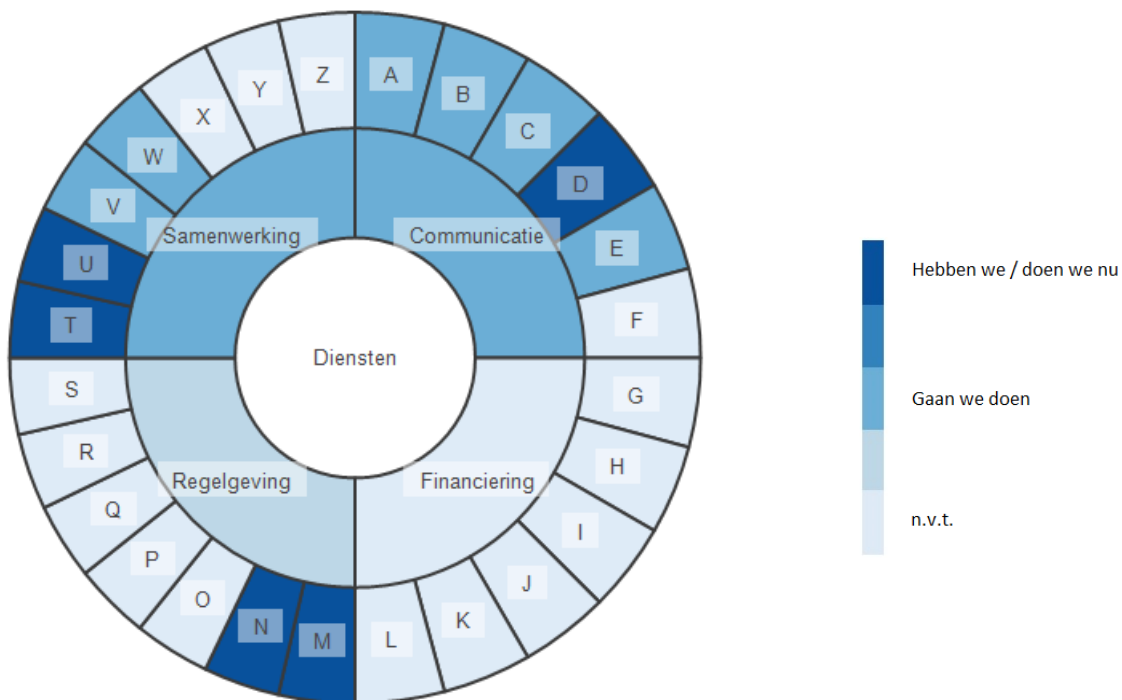 Z
A
Y
B
X
C
W
D
V
Samenwerking
Communicatie
E
U
Hebben we / doen we nu
T
F
Diensten
S
G
Gaan we doen
R
H
Regelgeving
Financiering
Q
I
n.v.t.
P
J
O
K
N
L
M